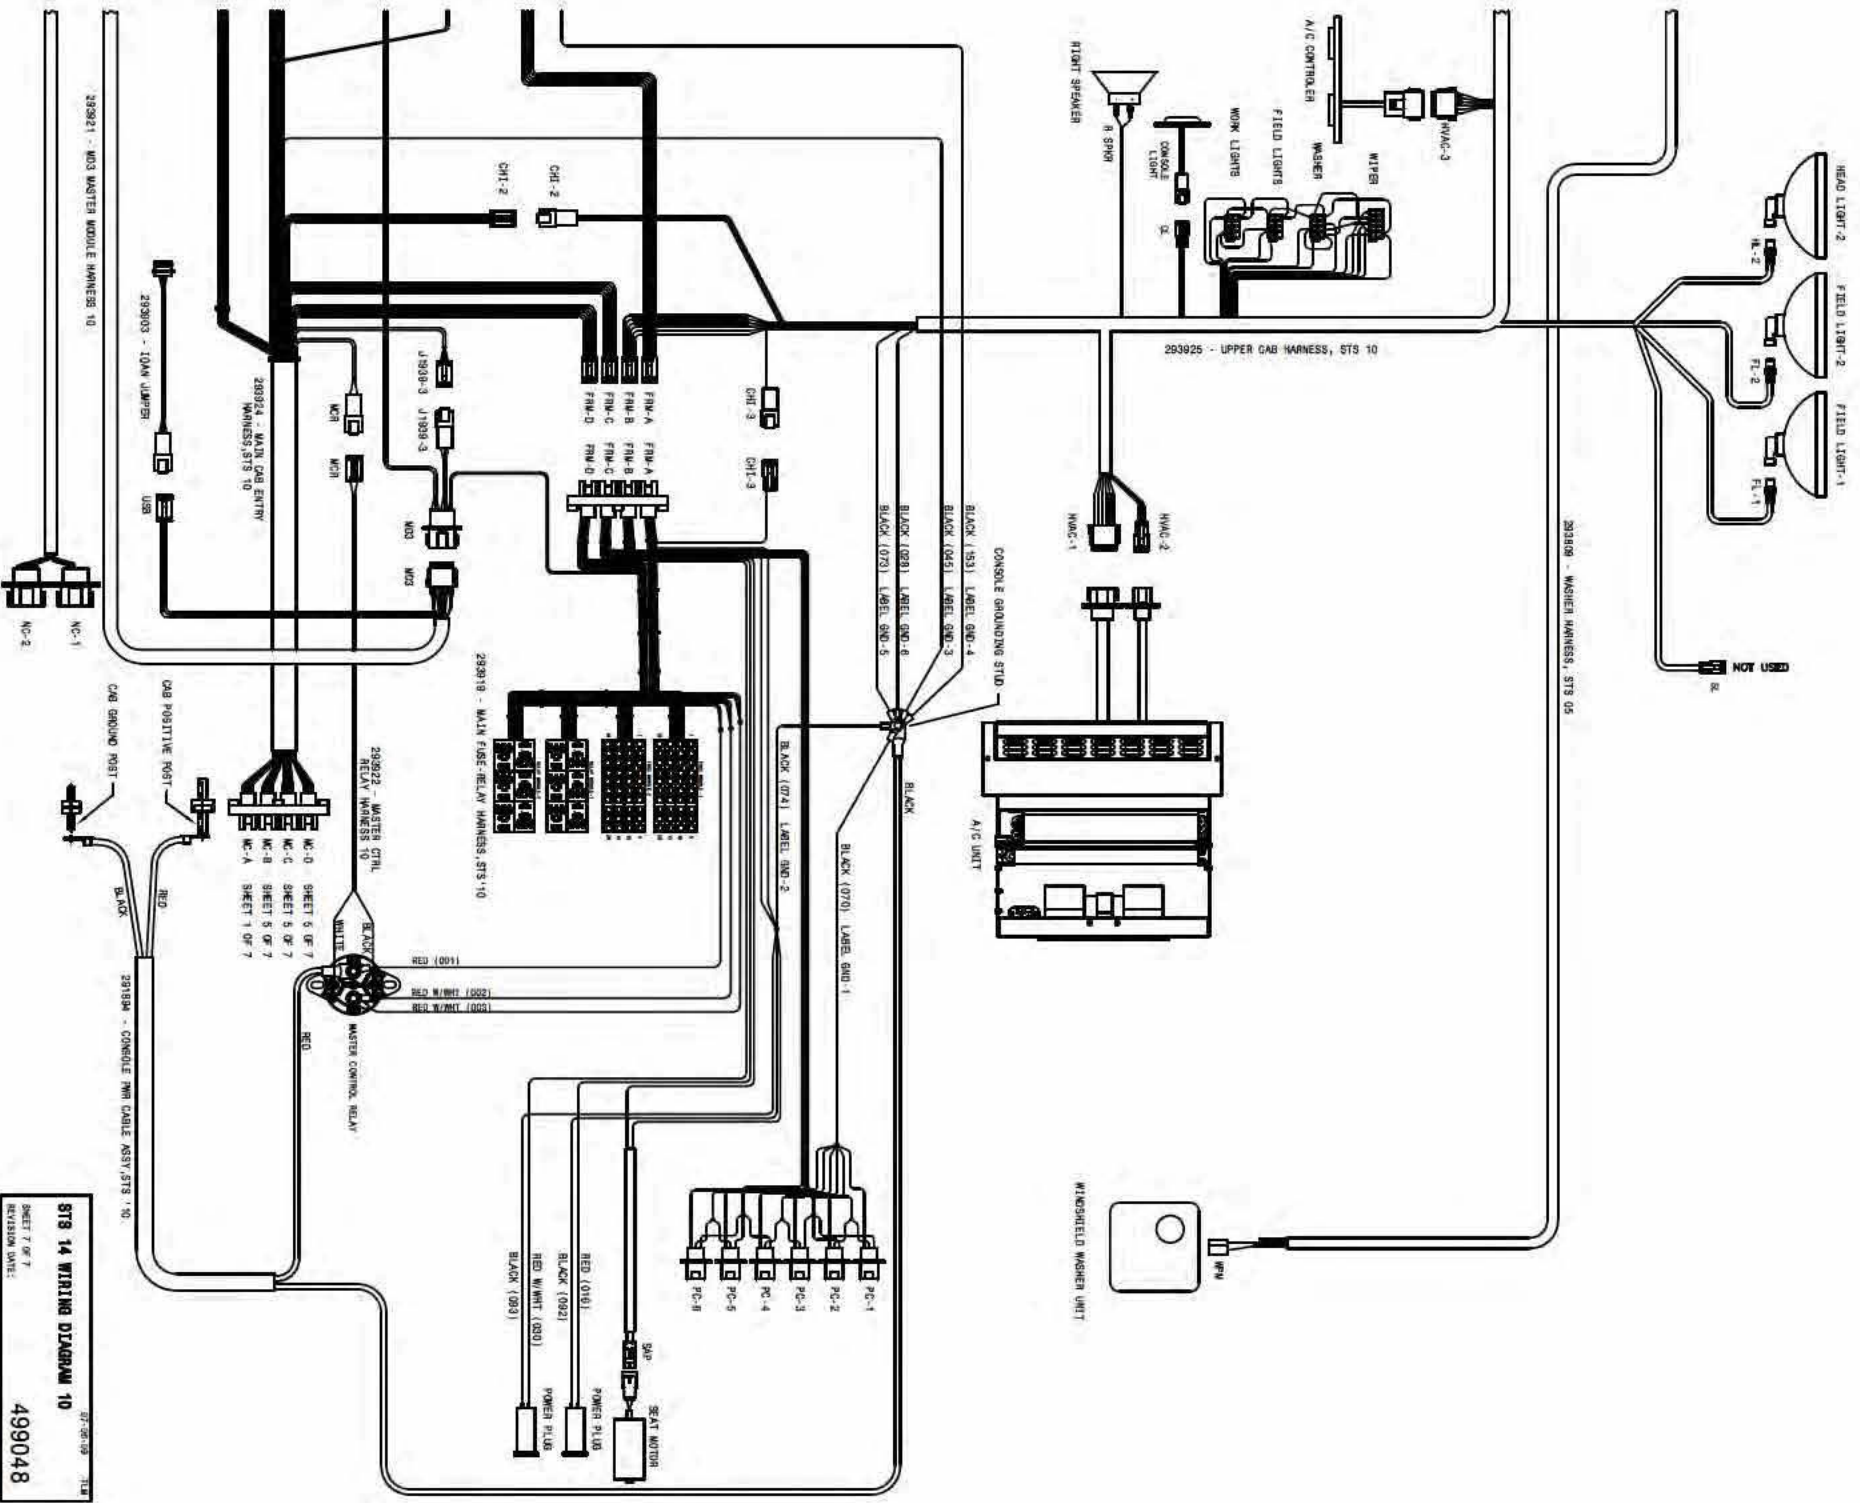 HEAD LIGHT-2
FIELD LIGHT-2
FIELD LIGHT-1
HL-2
FL-2
FL-1
NOT USED
A/C CONTROLER
HVAC-3
WIPER
WASHER
FIELD LIGHTS
WORK LIGHTS
CONSOLE
LIGHT
RIGHT SPEAKER
R SPKR
293925 - UPPER CAB HARNESS, STS 10
293809 - WASHER HARNESS, STS 05
HVAC-2
HVAC-1
A/C UNIT
WINDSHIELD WASHER UNIT
WPM
CONSOLE GROUNDING STUD
BLACK (153) LABEL GND-4
BLACK (045) LABEL GND-3
BLACK (028) LABEL GND-6
BLACK (073) LABEL GND-5
BLACK
BLACK (070) LABEL GND-1
BLACK (074) LABEL GND-2
CHI-2
CHI-2
CHI-3
CHI-3
FRM-A
FRM-B
FRM-C
FRM-D
FRM-A
FRM-B
FRM-C
FRM-D
J1939-3
J1939-3
MCR
MCR
MD3
MD3
293921 - MD3 MASTER MODULE HARNESS 10
293903 - IQAN JUMPER
USB
293924 - MAIN CAB ENTRY
HARNESS,STS 10
293919 - MAIN FUSE-RELAY HARNESS,STS'10
293922 - MASTER CTRL
RELAY HARNESS 10
NC-1
NC-2
CAB POSITIVE POST
CAB GROUND POST
MC-D SHEET 5 OF 7
MC-C SHEET 5 OF 7
MC-B SHEET 5 OF 7
MC-A SHEET 1 OF 7
RED
BLACK
BLACK
WHITE
RED (001)
RED W/WHT (002)
RED W/WHT (003)
MASTER CONTROL RELAY
RED
291894 - CONSOLE PWR CABLE ASSY,STS '10
PC-1
PC-2
PC-3
PC-4
PC-5
PC-6
RED (016)
BLACK (092)
RED W/WHT (030)
BLACK (093)
SAP
SEAT MOTOR
POWER PLUG
POWER PLUG
STS 14 WIRING DIAGRAM 10
SHEET 7 OF 7
REVISION DATE:
499048